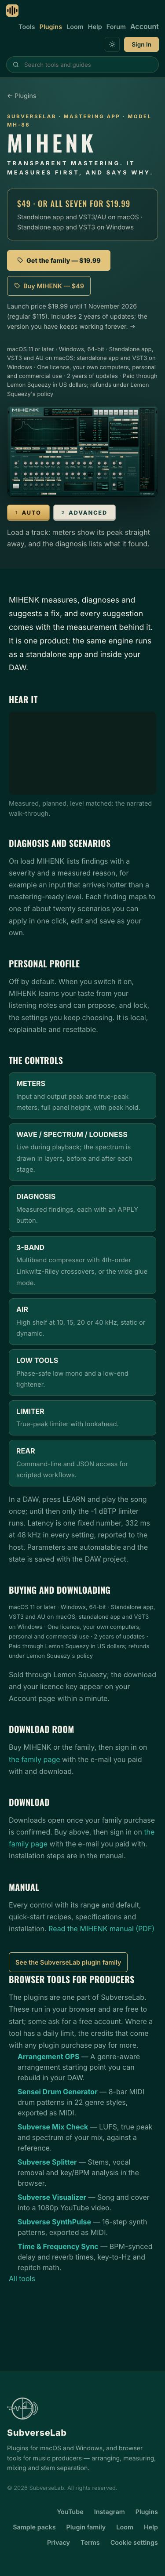 Tools Plugins Loom Help Forum Account
Sign In
Search tools and guides
← Plugins
SUBVERSELAB · MASTERING APP · MODEL
MH-86
MIHENK
TRANSPARENT MASTERING. IT
MEASURES FIRST, AND SAYS WHY.
$49 · OR ALL SEVEN FOR $19.99
Standalone app and VST3/AU on macOS ·
Standalone app and VST3 on Windows
Get the family — $19.99
Buy MIHENK — $49
Launch price $19.99 until 1 November 2026
(regular $115). Includes 2 years of updates; the
version you have keeps working forever. →
macOS 11 or later · Windows, 64-bit · Standalone app,
VST3 and AU on macOS; standalone app and VST3 on
Windows · One licence, your own computers, personal
and commercial use · 2 years of updates · Paid through
Lemon Squeezy in US dollars; refunds under Lemon
Squeezy's policy
MIHENK
1 AUTO
2 ADVANCED
Load a track: meters show its peak straight
away, and the diagnosis lists what it found.
MIHENK measures, diagnoses and
suggests a fix, and every suggestion
comes with the measurement behind it.
It is one product: the same engine runs
as a standalone app and inside your
DAW.
HEAR IT
Measured, planned, level matched: the narrated
walk-through.
DIAGNOSIS AND SCENARIOS
On load MIHENK lists findings with a
severity and a measured reason, for
example an input that arrives hotter than
mastering-ready level. Each finding maps to
one of about twenty scenarios you can
apply in one click, edit and save as your
own.
PERSONAL PROFILE
Off by default. When you switch it on,
MIHENK learns your taste from your
listening notes and can propose, and lock,
the settings you keep choosing. It is local,
explainable and resettable.
THE CONTROLS
METERS
Input and output peak and true-peak
meters, full panel height, with peak hold.
WAVE / SPECTRUM / LOUDNESS
Live during playback; the spectrum is
drawn in layers, before and after each
stage.
DIAGNOSIS
Measured findings, each with an APPLY
button.
3-BAND
Multiband compressor with 4th-order
Linkwitz-Riley crossovers, or the wide glue
mode.
AIR
High shelf at 10, 15, 20 or 40 kHz, static or
dynamic.
LOW TOOLS
Phase-safe low mono and a low-end
tightener.
LIMITER
True-peak limiter with lookahead.
REAR
Command-line and JSON access for
scripted workflows.
In a DAW, press LEARN and play the song
once; until then only the -1 dBTP limiter
runs. Latency is one fixed number, 332 ms
at 48 kHz in every setting, reported to the
host. Parameters are automatable and the
state is saved with the DAW project.
BUYING AND DOWNLOADING
macOS 11 or later · Windows, 64-bit · Standalone app,
VST3 and AU on macOS; standalone app and VST3
on Windows · One licence, your own computers,
personal and commercial use · 2 years of updates ·
Paid through Lemon Squeezy in US dollars; refunds
under Lemon Squeezy's policy
Sold through Lemon Squeezy; the download
and your licence key appear on your
Account page within a minute.
DOWNLOAD ROOM
Buy MIHENK or the family, then sign in on
the family page with the e-mail you paid
with and download.
DOWNLOAD
Downloads open once your family purchase
is confirmed. Buy above, then sign in on the
family page with the e-mail you paid with.
Installation steps are in the manual.
MANUAL
Every control with its range and default,
quick-start recipes, specifications and
installation. Read the MIHENK manual (PDF)
See the SubverseLab plugin family
BROWSER TOOLS FOR PRODUCERS
The plugins are one part of SubverseLab.
These run in your browser and are free to
start; some ask for a free account. Where a
tool has a daily limit, the credits that come
with any plugin purchase pay for more.
Arrangement GPS — A genre-aware
arrangement starting point you can
rebuild in your DAW.
Sensei Drum Generator — 8-bar MIDI
drum patterns in 22 genre styles,
exported as MIDI.
Subverse Mix Check — LUFS, true peak
and spectrum of your mix, against a
reference.
Subverse Splitter — Stems, vocal
removal and key/BPM analysis in the
browser.
Subverse Visualizer — Song and cover
into a 1080p YouTube video.
Subverse SynthPulse — 16-step synth
patterns, exported as MIDI.
Time & Frequency Sync — BPM-synced
delay and reverb times, key-to-Hz and
repitch math.
All tools
SubverseLab
Plugins for macOS and Windows, and browser
tools for music producers — arranging, measuring,
mixing and stem separation.
© 2026 SubverseLab. All rights reserved.
YouTube Instagram Plugins
Sample packs Plugin family Loom Help
Privacy Terms Cookie settings